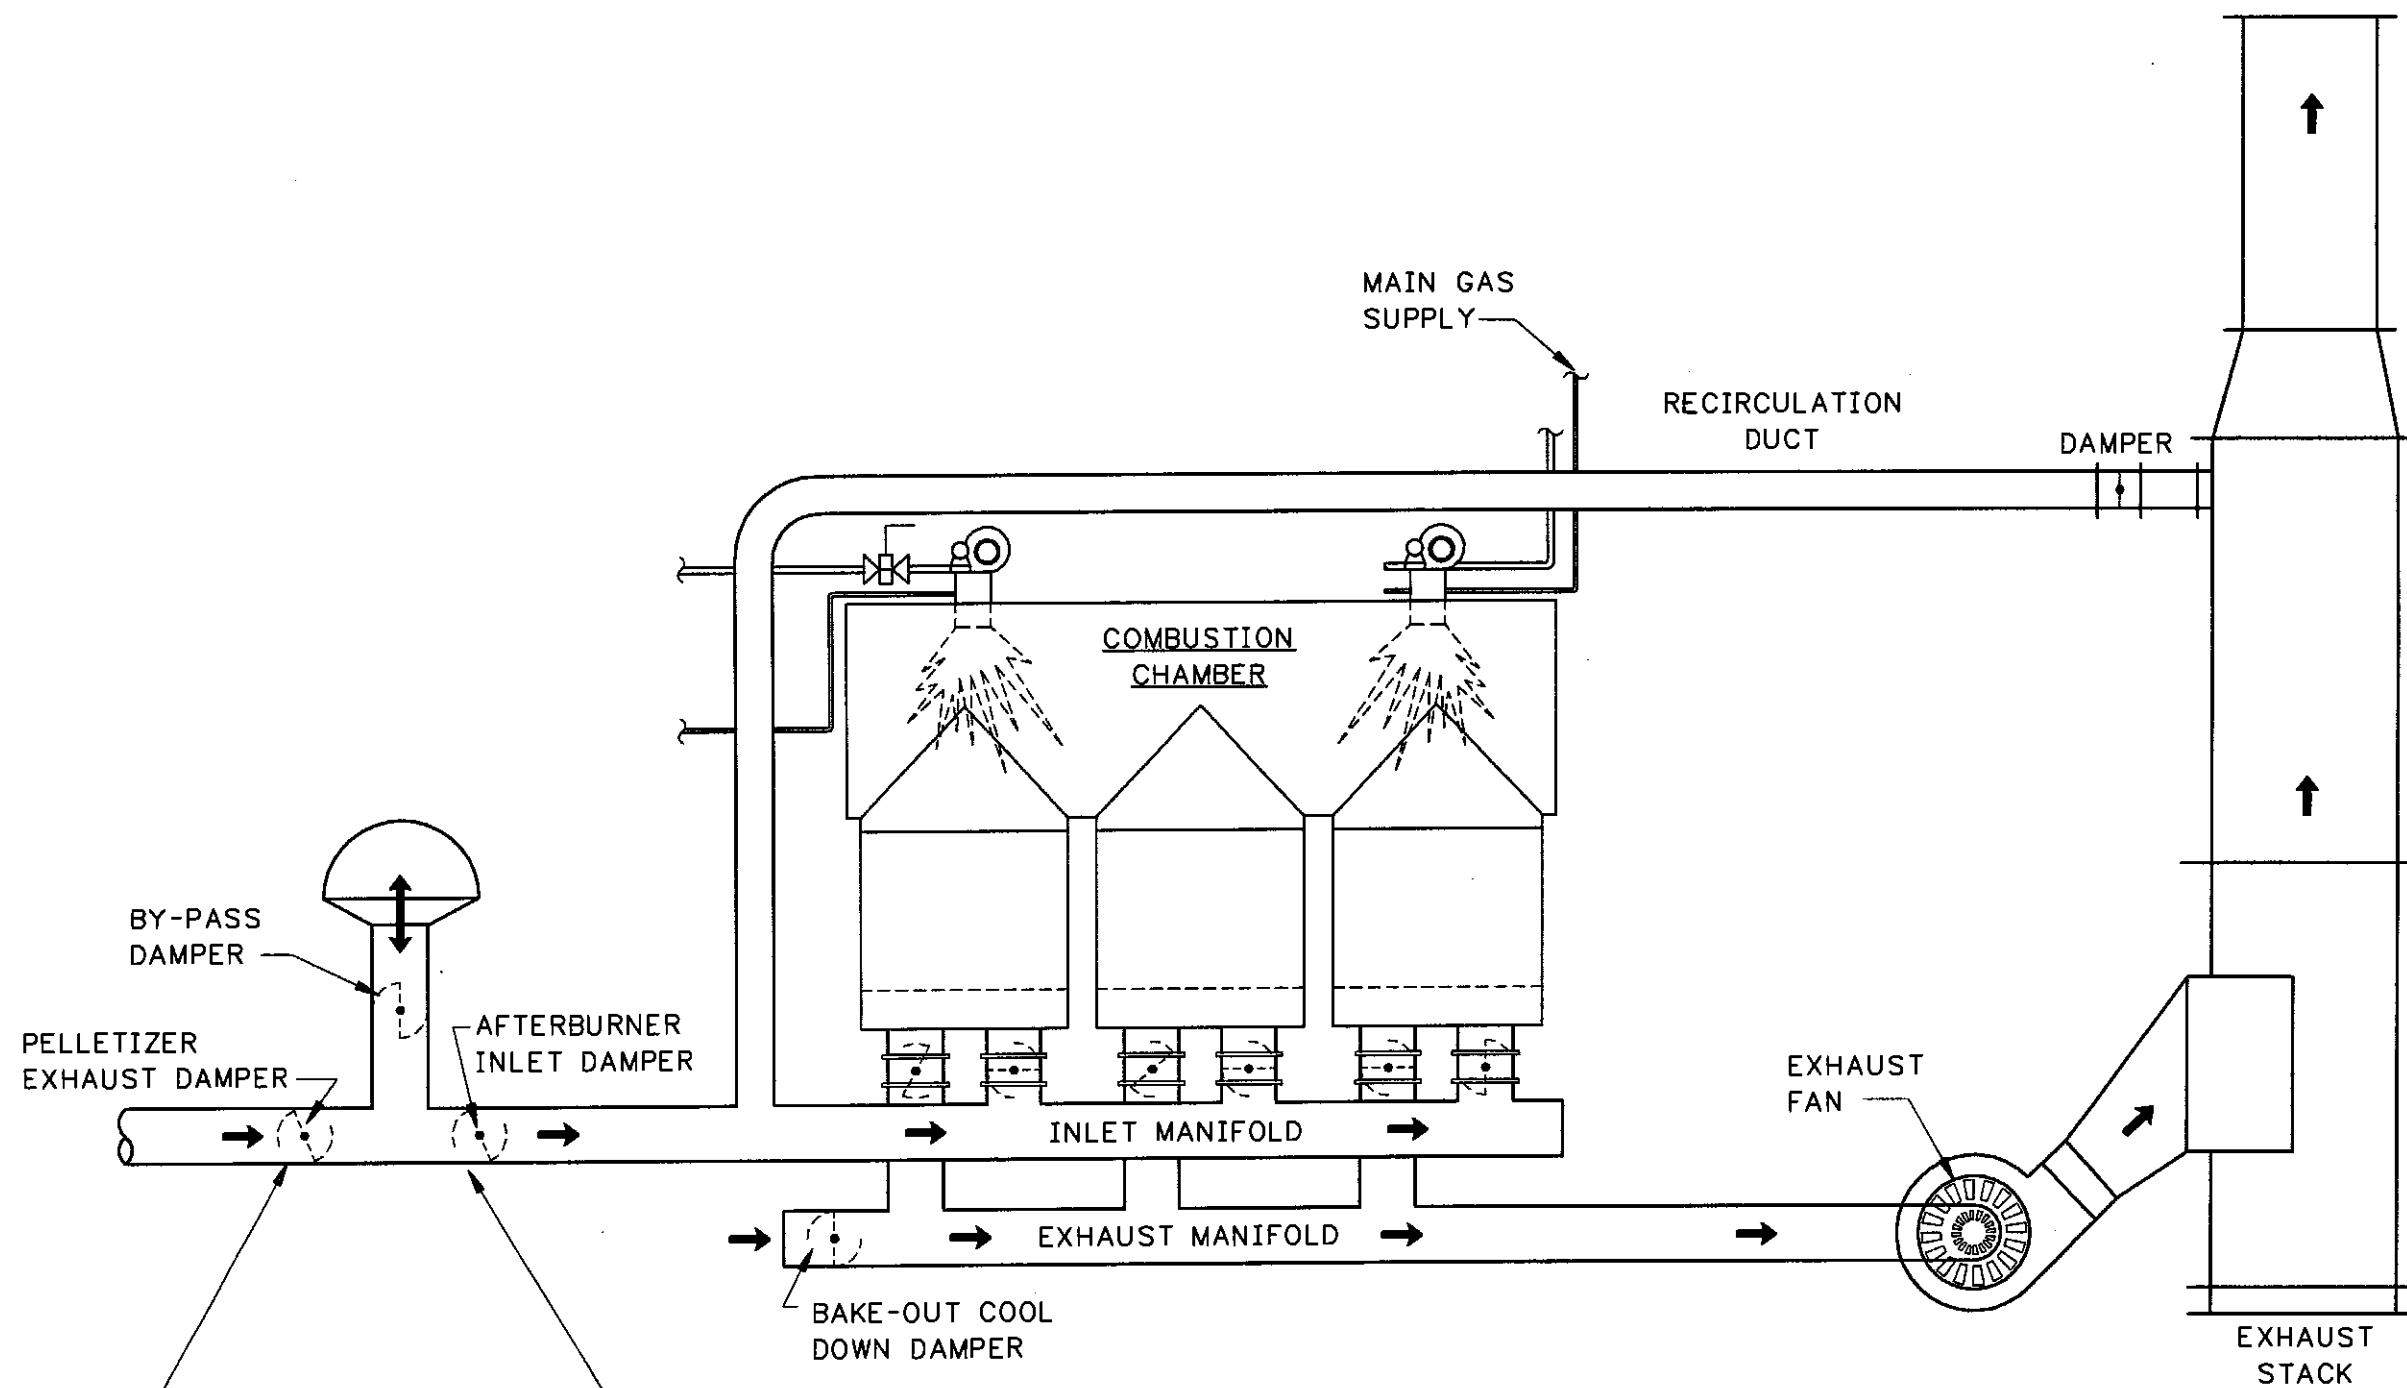 MAIN GAS
SUPPLY
RECIRCULATION
DUCT
DAMPER
COMBUSTION
CHAMBER
BY-PASS
DAMPER
PELLETIZER
EXHAUST DAMPER
AFTERBURNER
INLET DAMPER
EXHAUST
FAN
INLET MANIFOLD
EXHAUST MANIFOLD
BAKE-OUT COOL
DOWN DAMPER
EXHAUST
STACK